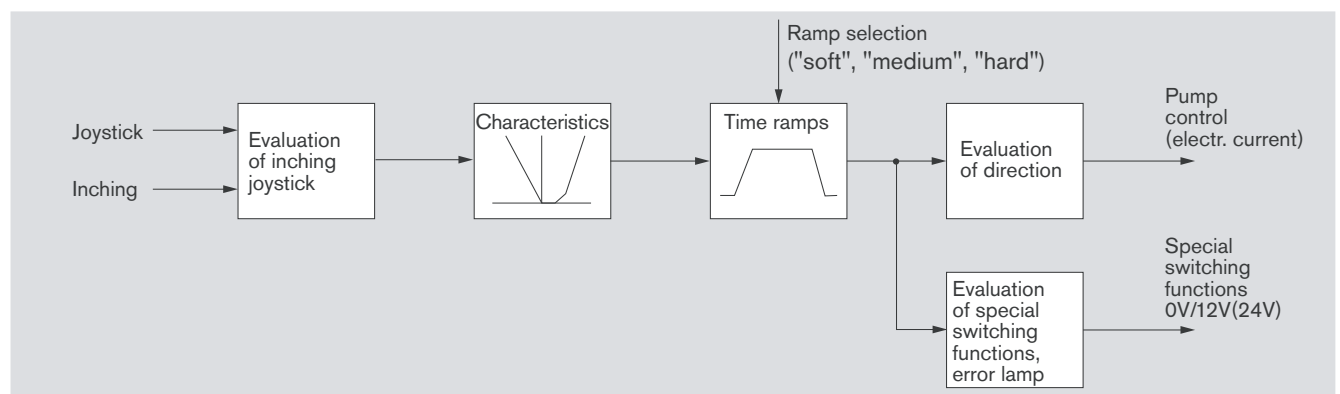 Ramp selection
("soft", "medium", "hard")
Joystick
Inching
Evaluation
of inching
joystick
Characteristics
Time ramps
Evaluation
of direction
Pump
control
(electr. current)
Evaluation
of special
switching
functions,
error lamp
Special
switching
functions
0V/12V(24V)